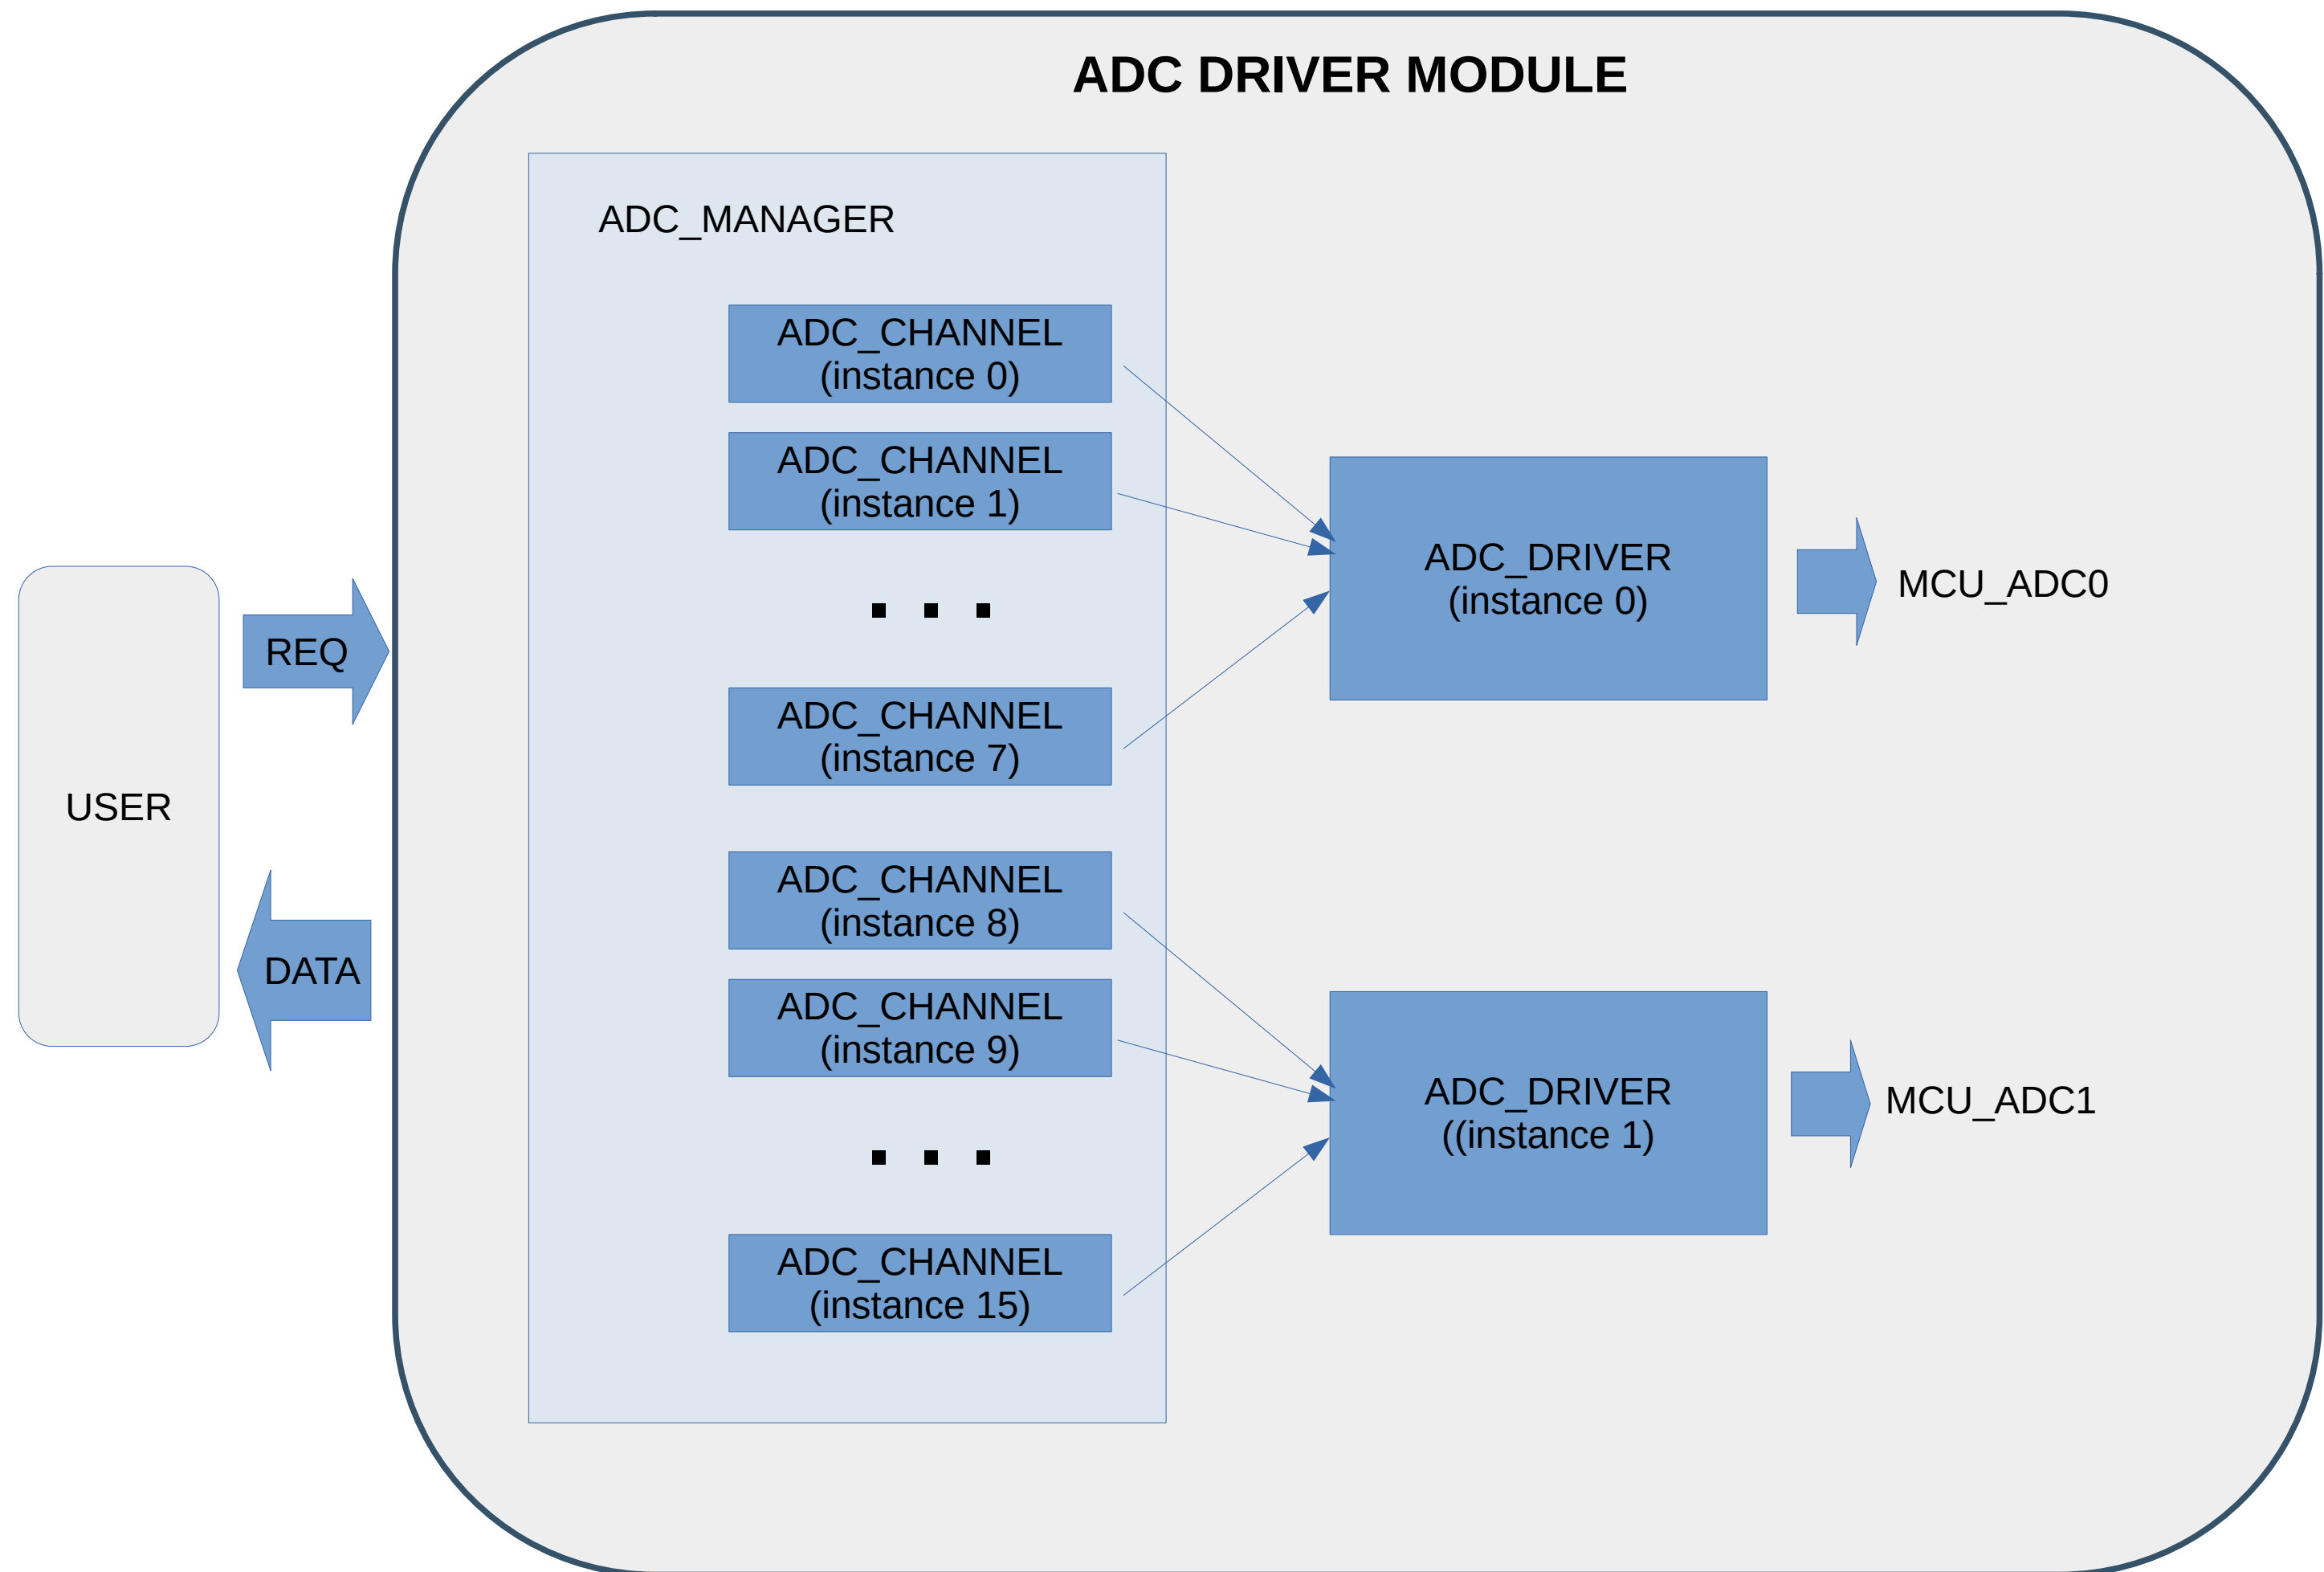 ADC DRIVER MODULE
ADC_MANAGER
ADC_CHANNEL
(instance 0)
ADC_CHANNEL
(instance 1)
ADC_CHANNEL
(instance 7)
ADC_CHANNEL
(instance 8)
ADC_CHANNEL
(instance 9)
ADC_CHANNEL
(instance 15)
ADC_DRIVER
(instance 0)
MCU_ADC0
ADC_DRIVER
((instance 1)
MCU_ADC1
USER
REQ
DATA